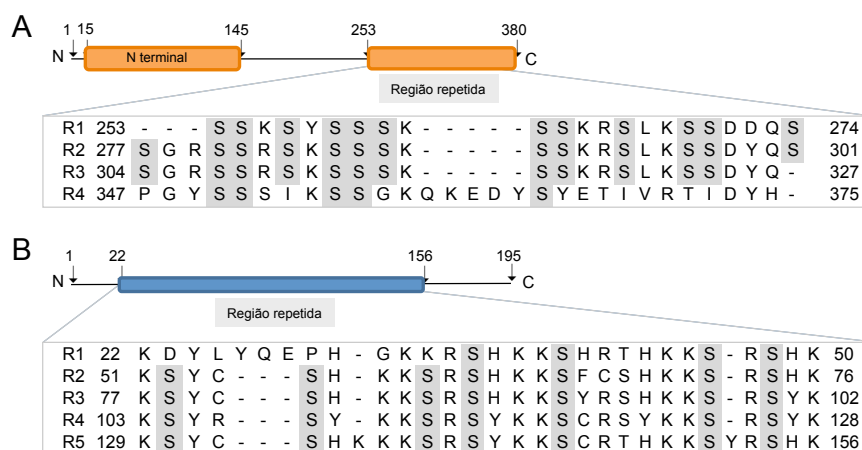 A
1 15 145 253 380
N N terminal C
Região repetida
R1 253 - - - S S K S Y S S S K - - - - - S S K R S L K S S D D Q S 274
R2 277 S G R S S R S K S S S K - - - - - S S K R S L K S S D Y Q S 301
R3 304 S G R S S R S K S S S K - - - - - S S K R S L K S S D Y Q - 327
R4 347 P G Y S S S I K S S G K Q K E D Y S Y E T I V R T I D Y H - 375
B
1 22 156 195
N C
Região repetida
R1 22 K D Y L Y Q E P H - G K K R S H K K S H R T H K K S - R S H K 50
R2 51 K S Y C - - - S H - K K S R S H K K S F C S H K K S - R S H K 76
R3 77 K S Y C - - - S H - K K S R S H K K S Y R S H K K S - R S Y K 102
R4 103 K S Y R - - - S Y - K K S R S Y K K S C R S Y K K S - R S Y K 128
R5 129 K S Y C - - - S H K K K S R S Y K K S C R T H K K S Y R S H K 156